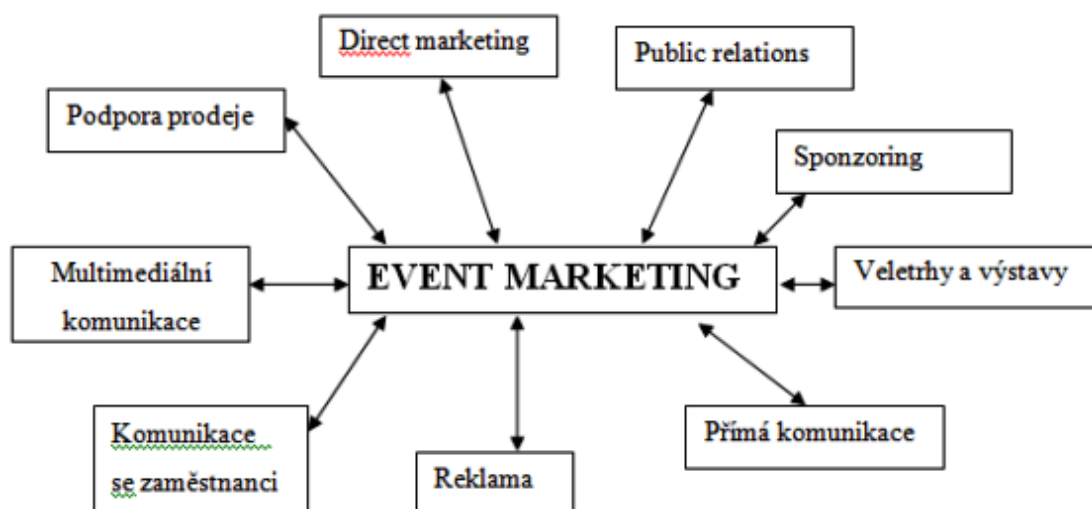 Direct marketing
Public relations
Podpora prodeje
Sponzoring
EVENT MARKETING
Multimediální
komunikace
Veletrhy a výstavy
Komunikace
se zaměstnanci
Reklama
Přímá komunikace